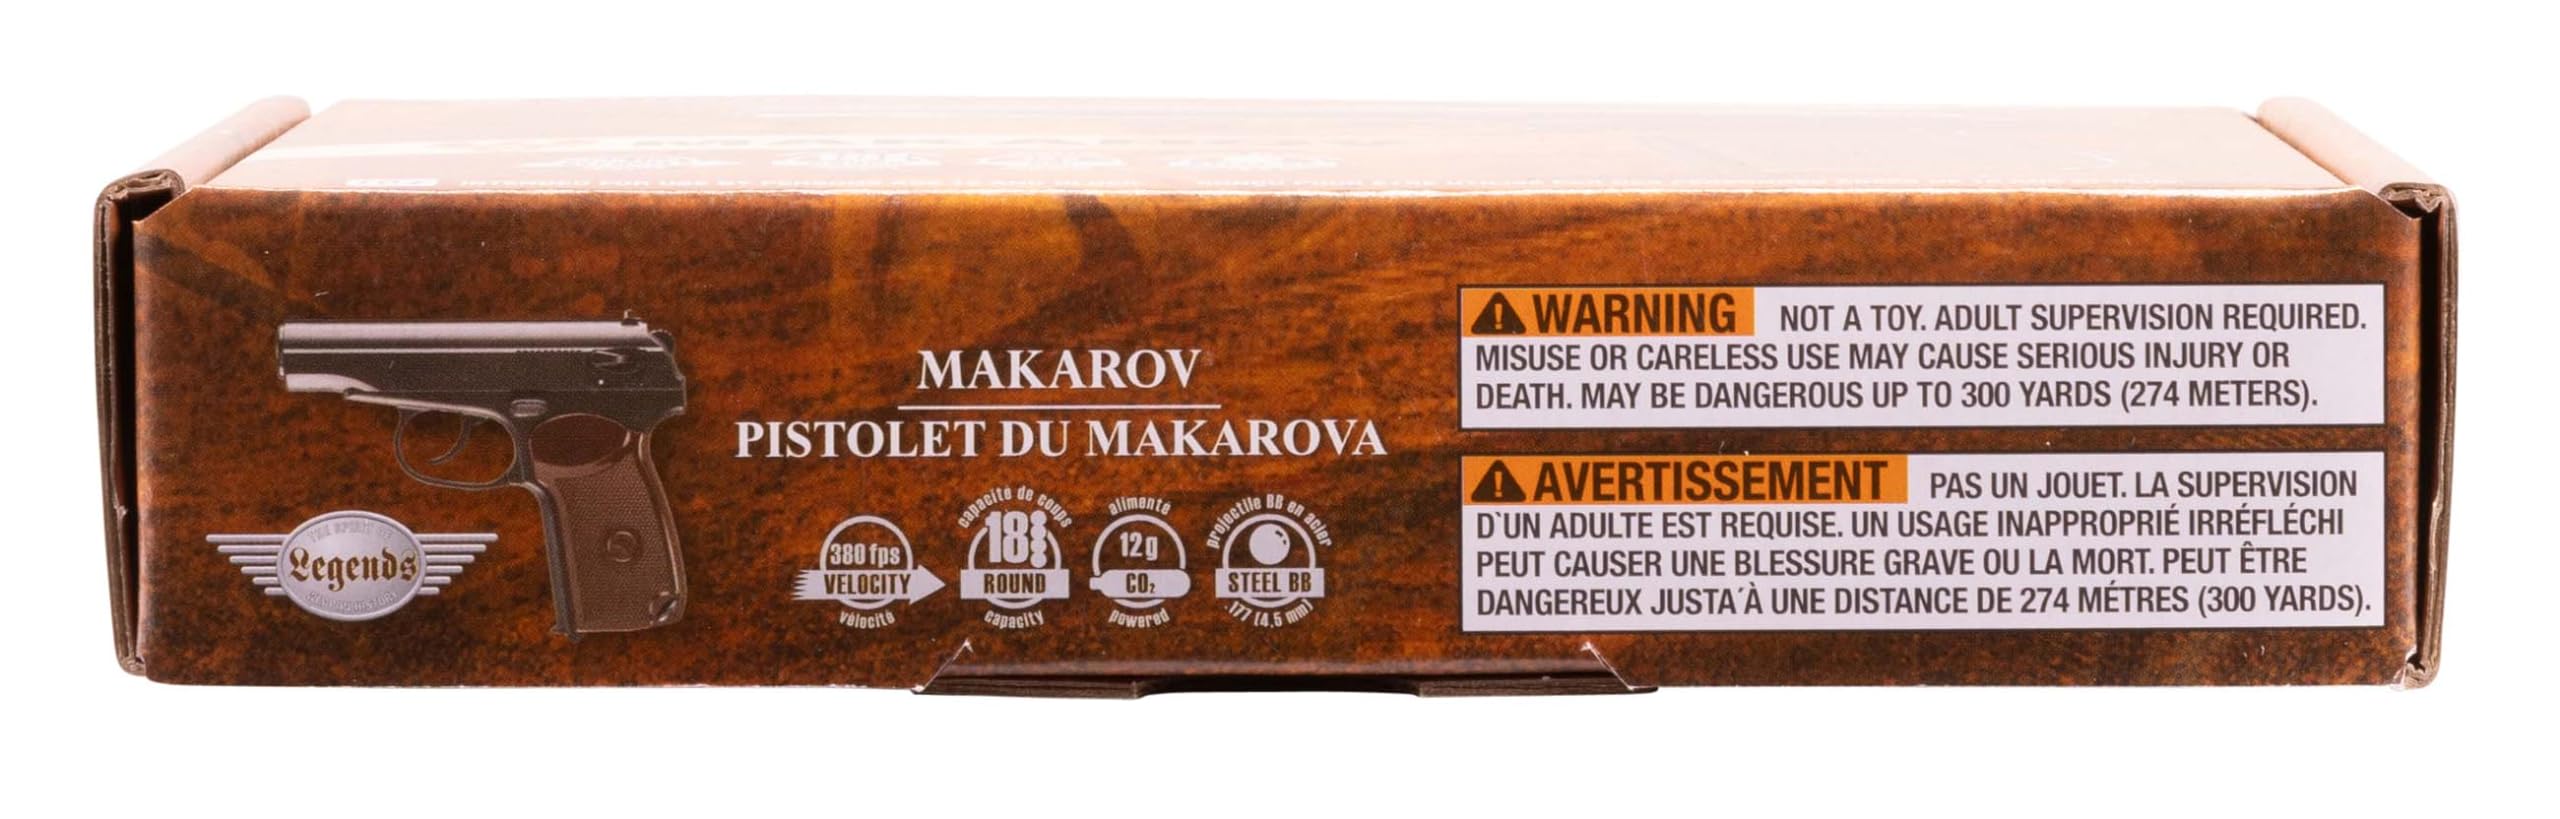 MAKAROV
PISTOLET DU MAKAROVA
THE SPIRIT OF
Legends
380 fps
VELOCITY
vélocité
capacité de coups
18
ROUND
capacity
alimenté
12g
CO₂
powered
projectile BB en acier
STEEL BB
.177 (4,5 mm)
WARNING NOT A TOY. ADULT SUPERVISION REQUIRED.
MISUSE OR CARELESS USE MAY CAUSE SERIOUS INJURY OR
DEATH. MAY BE DANGEROUS UP TO 300 YARDS (274 METERS).
AVERTISSEMENT PAS UN JOUET. LA SUPERVISION
D`UN ADULTE EST REQUISE. UN USAGE INAPPROPRIÉ IRRÉFLÉCHI
PEUT CAUSER UNE BLESSURE GRAVE OU LA MORT. PEUT ÊTRE
DANGEREUX JUSTA´À UNE DISTANCE DE 274 MÉTRES (300 YARDS).